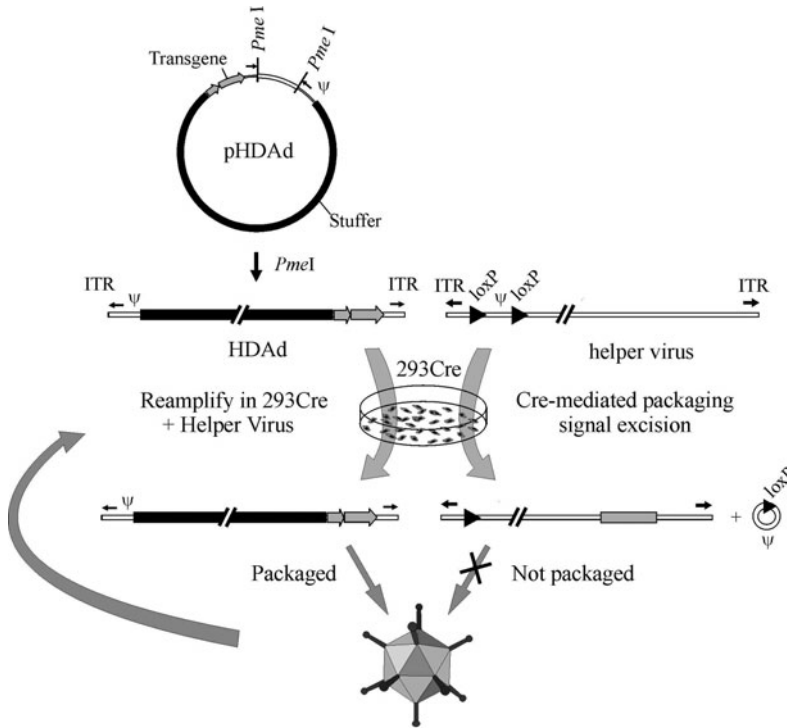 Pme I
Pme I
Transgene
ψ
pHDAd
Stuffer
PmeI
ITR
ψ
ITR
ITR
loxP
ψ
loxP
ITR
HDAd
helper virus
293Cre
Reamplify in 293Cre
+ Helper Virus
Cre-mediated packaging
signal excision
ψ
+
loxP
ψ
Packaged
Not packaged